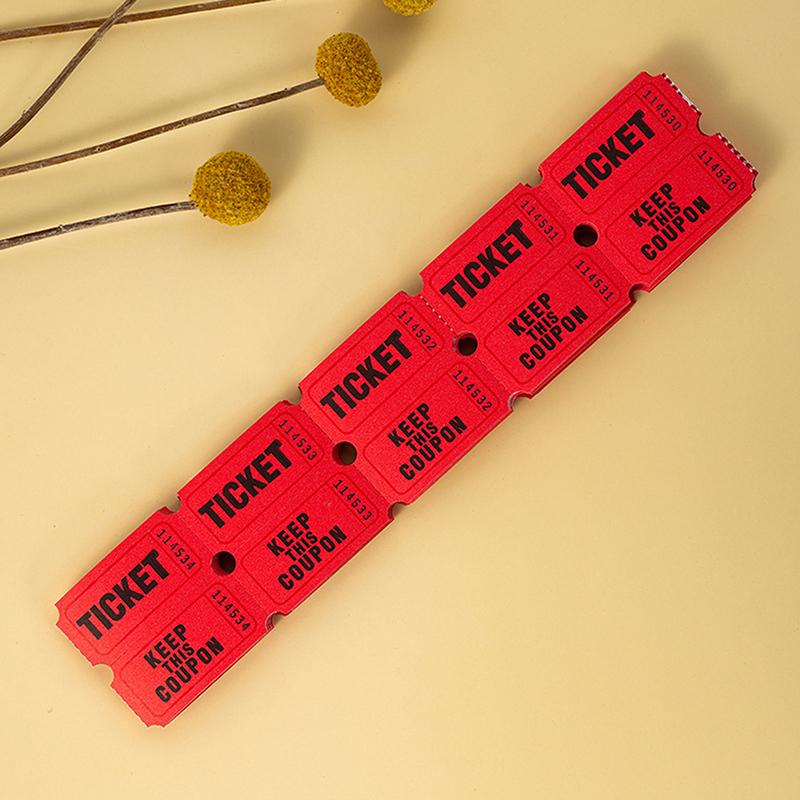 114530
TICKET
114530
KEEP
THIS
COUPON
114531
TICKET
114531
KEEP
THIS
COUPON
114532
TICKET
114532
KEEP
THIS
COUPON
114533
TICKET
114533
KEEP
THIS
COUPON
114534
TICKET
114534
KEEP
THIS
COUPON